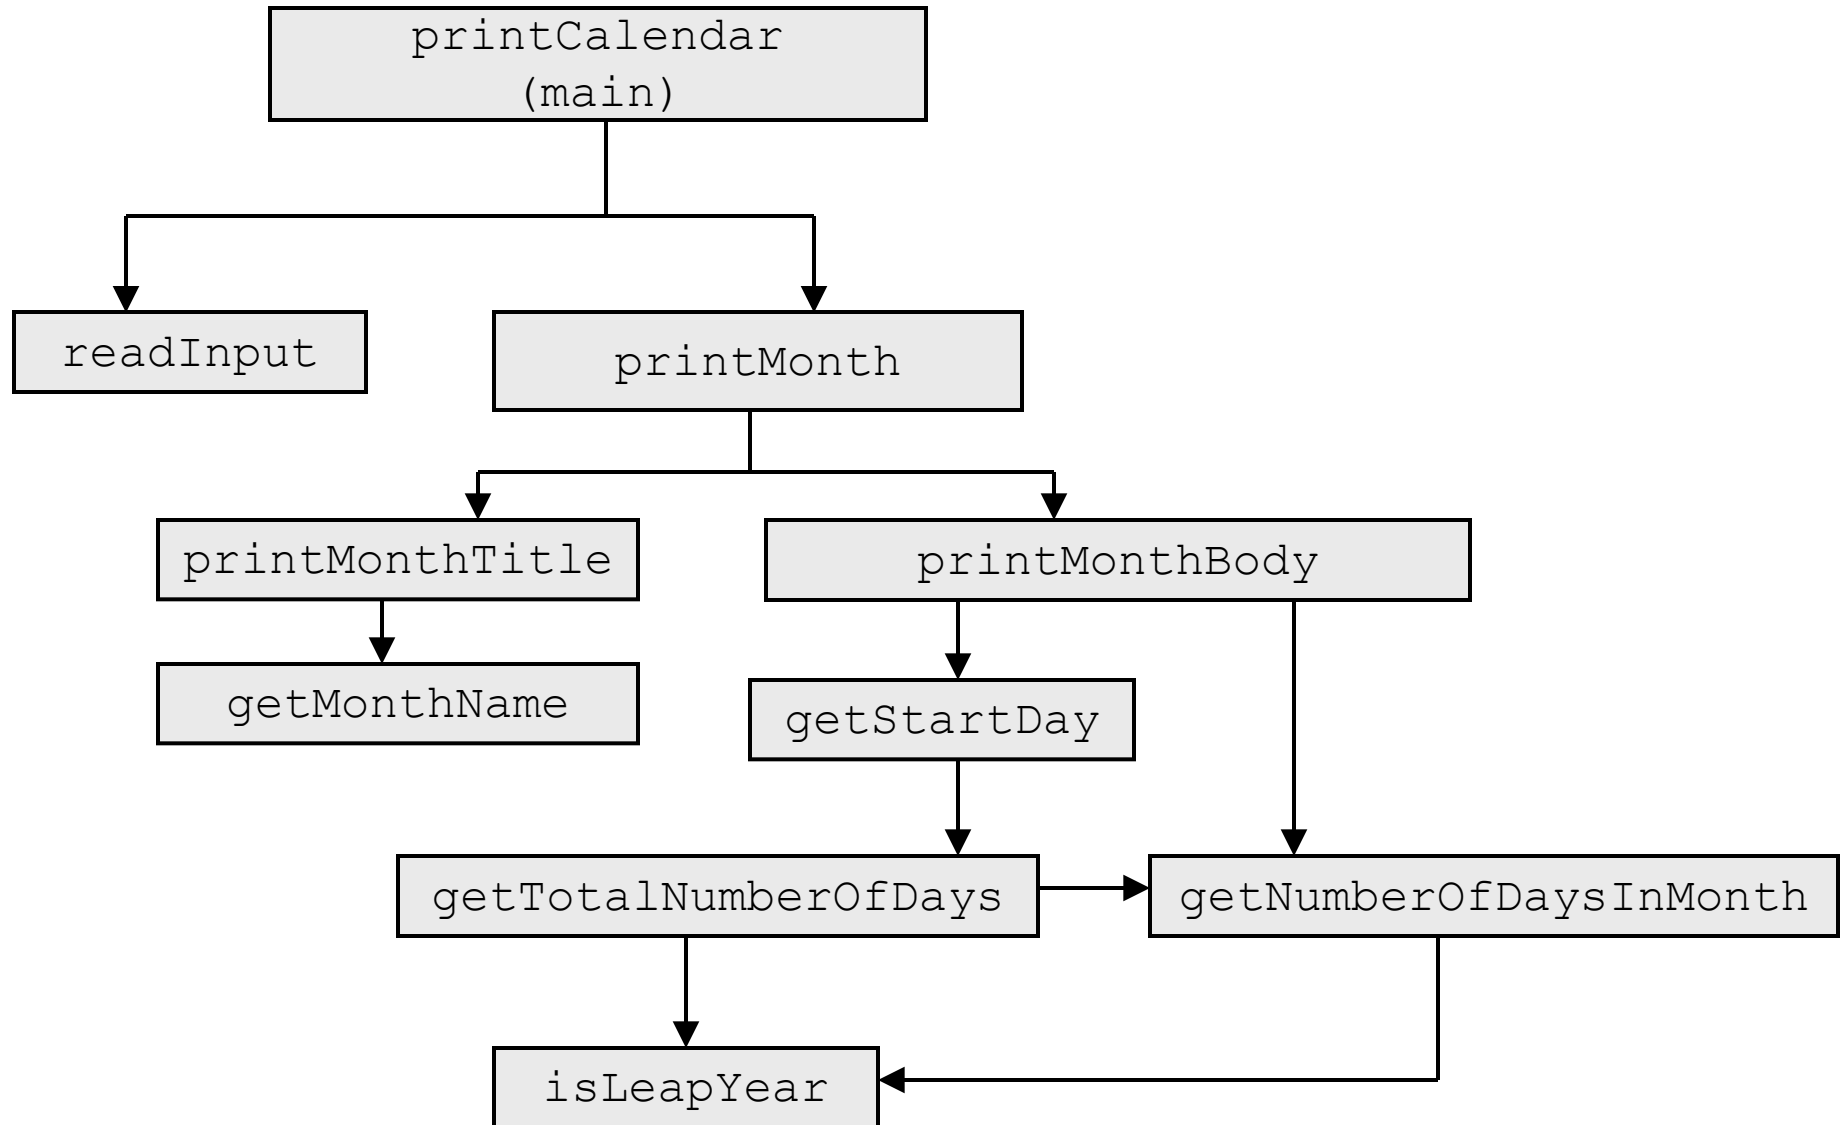 printCalendar
(main)
readInput
printMonth
printMonthTitle
printMonthBody
getMonthName
getStartDay
getTotalNumberOfDays
getNumberOfDaysInMonth
isLeapYear